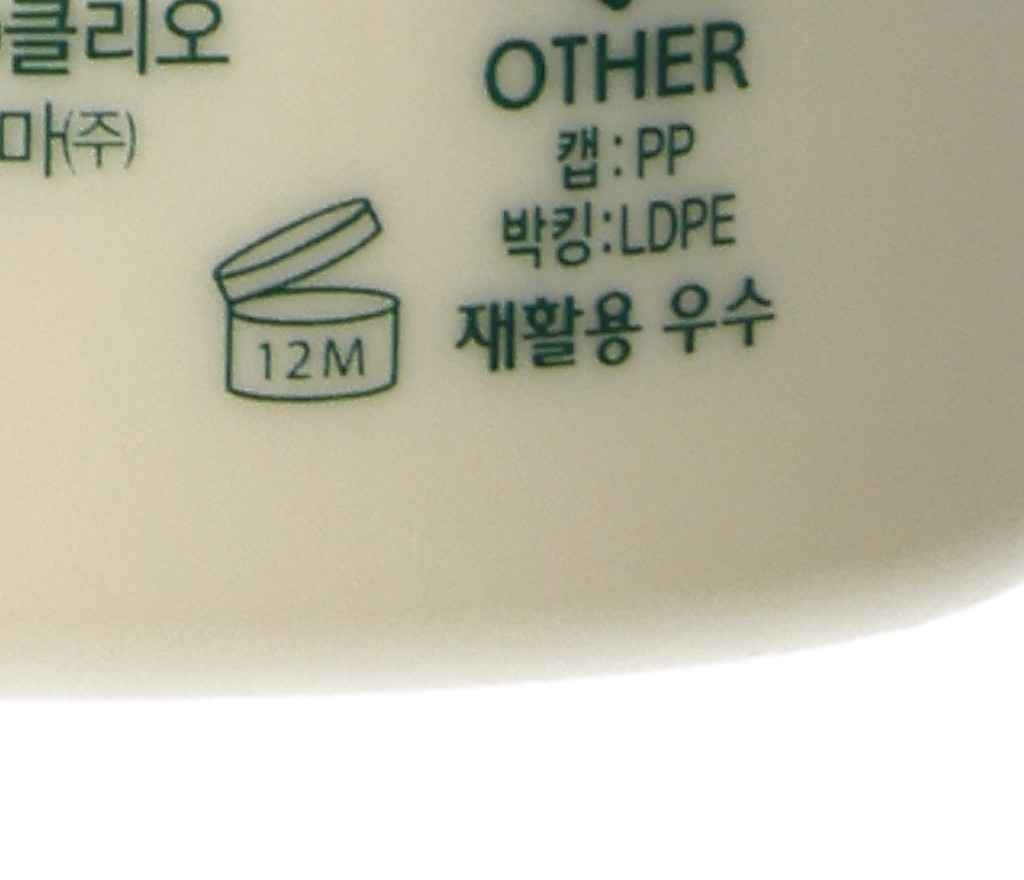 클리오
마(주)
OTHER
캡 : PP
박킹:LDPE
재활용 우수
12M